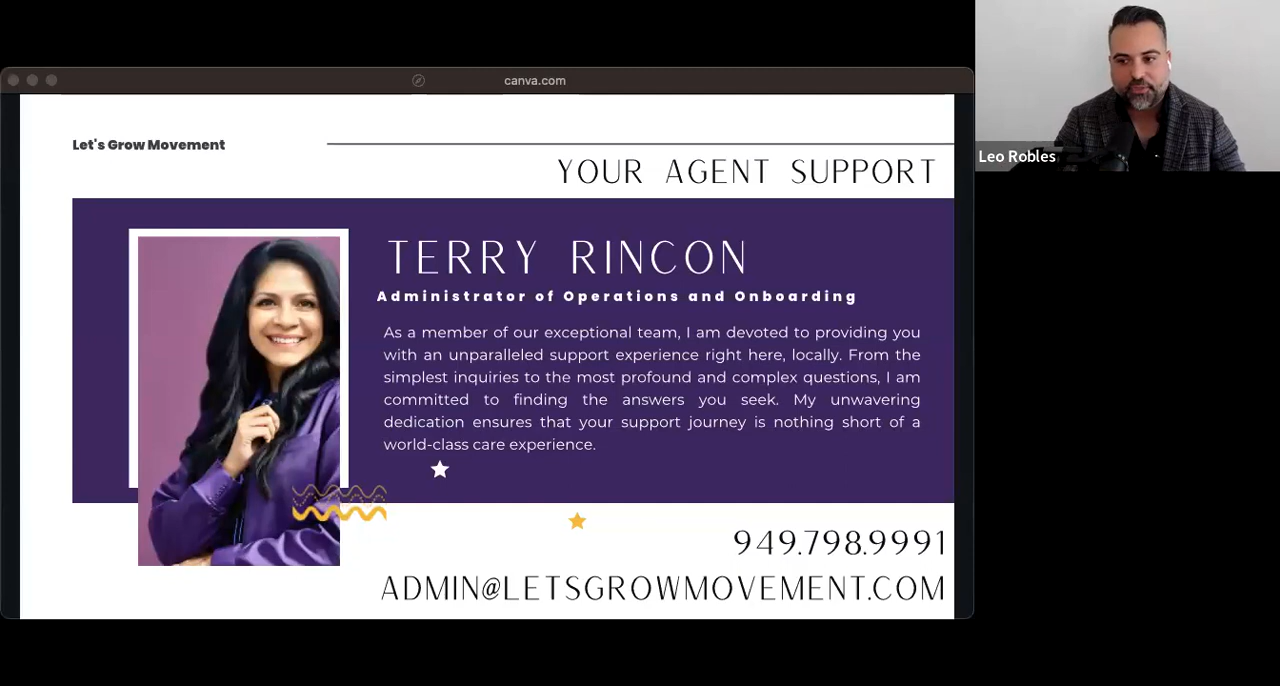 canva.com
Let's Grow Movement
YOUR AGENT SUPPORT
TERRY RINCON
Administrator of Operations and Onboarding
As a member of our exceptional team, I am devoted to providing you
with an unparalleled support experience right here, locally. From the
simplest inquiries to the most profound and complex questions, I am
committed to finding the answers you seek. My unwavering
dedication ensures that your support journey is nothing short of a
world-class care experience.
949.798.9991
ADMIN@LETSGROWMOVEMENT.COM
Leo Robles